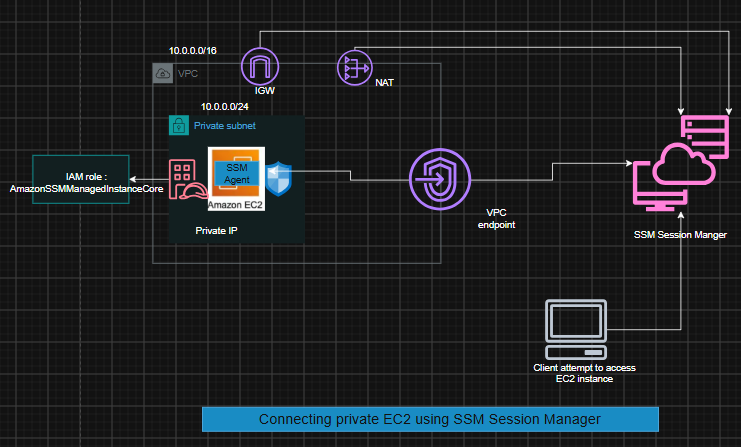 10.0.0.0/16
VPC
IGW
NAT
10.0.0.0/24
Private subnet
IAM role :
AmazonSSMManagedInstanceCore
SSM
Agent
Amazon EC2
Private IP
VPC
endpoint
SSM Session Manger
Client attempt to access
EC2 instance
Connecting private EC2 using SSM Session Manager